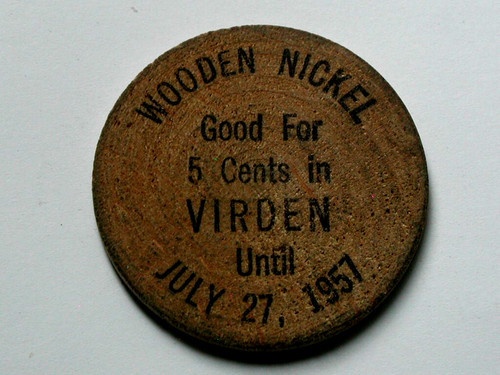 WOODEN NICKEL
Good For
5 Cents in
VIRDEN
Until
JULY 27, 1957